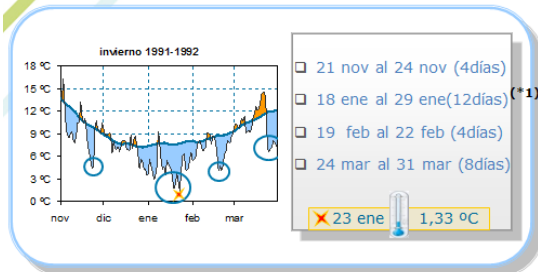 invierno 1991-1992
18 ºC
15 ºC
12 ºC
9 ºC
6 ºC
3 ºC
0 ºC
nov dic ene feb mar
21 nov al 24 nov (4días)
18 ene al 29 ene(12días)(*1)
19 feb al 22 feb (4días)
24 mar al 31 mar (8días)
23 ene 1,33 ºC